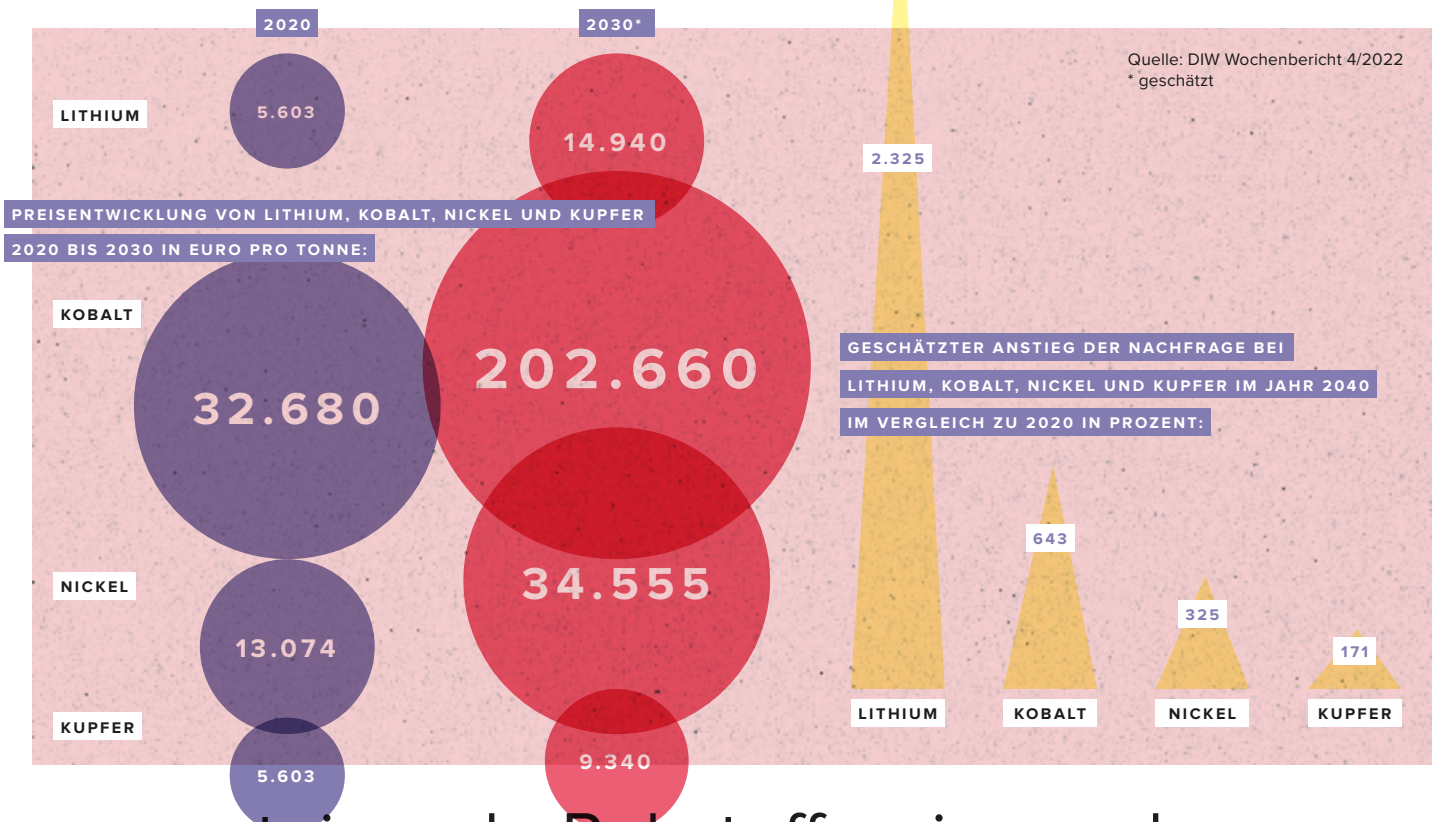 2020
2030*
Quelle: DIW Wochenbericht 4/2022
* geschätzt
LITHIUM
5.603
14.940
PREISENTWICKLUNG VON LITHIUM, KOBALT, NICKEL UND KUPFER
2020 BIS 2030 IN EURO PRO TONNE:
KOBALT
32.680
202.660
NICKEL
13.074
34.555
KUPFER
5.603
9.340
2.325
GESCHÄTZTER ANSTIEG DER NACHFRAGE BEI
LITHIUM, KOBALT, NICKEL UND KUPFER IM JAHR 2040
IM VERGLEICH ZU 2020 IN PROZENT:
643
325
171
LITHIUM
KOBALT
NICKEL
KUPFER